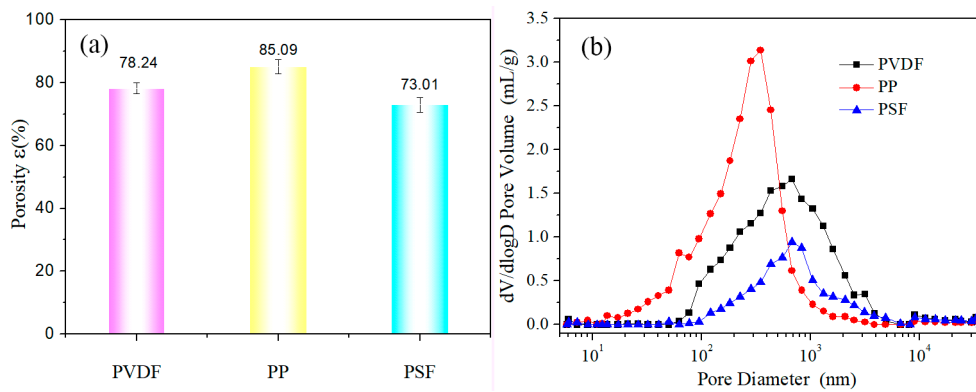 (a)
Porosity ε(%)
100
80
60
40
20
0
78.24
85.09
73.01
PVDF
PP
PSF
(b)
dV/dlogD Pore Volume (mL/g)
3.5
3.0
2.5
2.0
1.5
1.0
0.5
0.0
PVDF
PP
PSF
10¹
10²
10³
10⁴
Pore Diameter (nm)